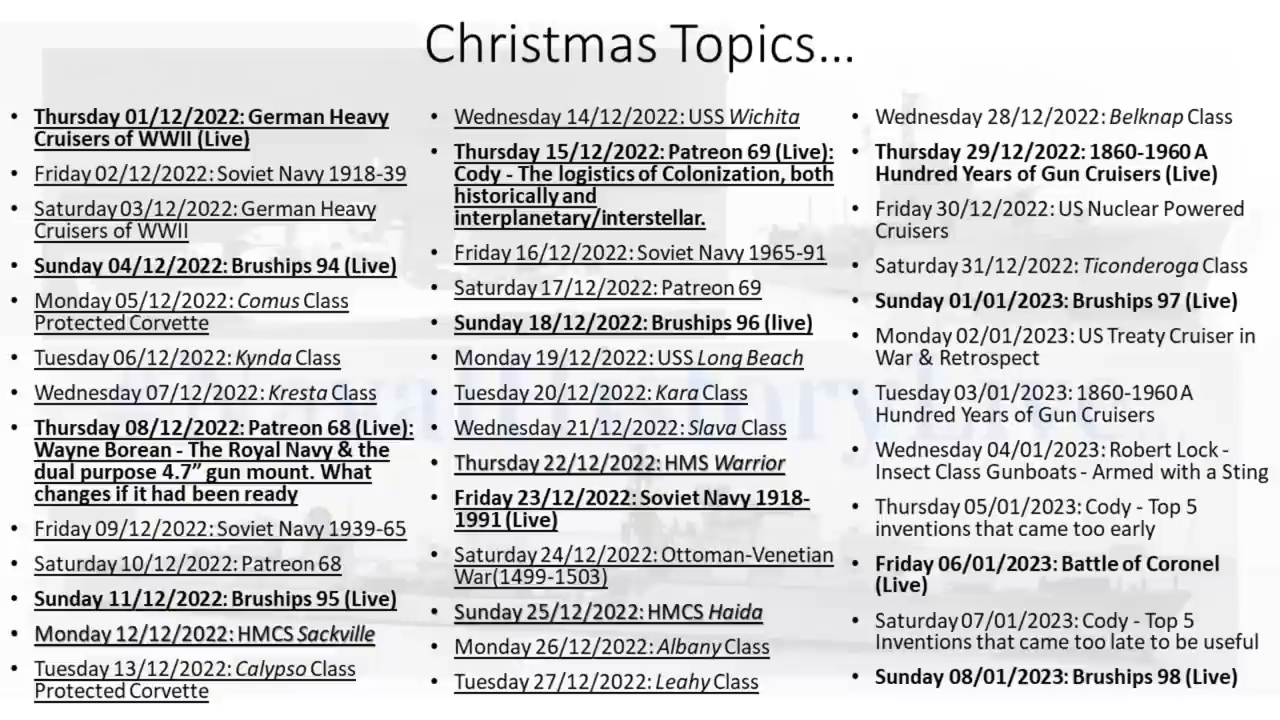 Christmas Topics...
• Thursday 01/12/2022: German Heavy
Cruisers of WWII (Live)
• Friday 02/12/2022: Soviet Navy 1918-39
• Saturday 03/12/2022: German Heavy
Cruisers of WWII
• Sunday 04/12/2022: Bruships 94 (Live)
• Monday 05/12/2022: Comus Class
Protected Corvette
• Tuesday 06/12/2022: Kynda Class
• Wednesday 07/12/2022: Kresta Class
• Thursday 08/12/2022: Patreon 68 (Live):
Wayne Borean - The Royal Navy & the
dual purpose 4.7” gun mount. What
changes if it had been ready
• Friday 09/12/2022: Soviet Navy 1939-65
• Saturday 10/12/2022: Patreon 68
• Sunday 11/12/2022: Bruships 95 (Live)
• Monday 12/12/2022: HMCS Sackville
• Tuesday 13/12/2022: Calypso Class
Protected Corvette
• Wednesday 14/12/2022: USS Wichita
• Thursday 15/12/2022: Patreon 69 (Live):
Cody - The logistics of Colonization, both
historically and
interplanetary/interstellar.
• Friday 16/12/2022: Soviet Navy 1965-91
• Saturday 17/12/2022: Patreon 69
• Sunday 18/12/2022: Bruships 96 (live)
• Monday 19/12/2022: USS Long Beach
• Tuesday 20/12/2022: Kara Class
• Wednesday 21/12/2022: Slava Class
• Thursday 22/12/2022: HMS Warrior
• Friday 23/12/2022: Soviet Navy 1918-
1991 (Live)
• Saturday 24/12/2022: Ottoman-Venetian
War(1499-1503)
• Sunday 25/12/2022: HMCS Haida
• Monday 26/12/2022: Albany Class
• Tuesday 27/12/2022: Leahy Class
• Wednesday 28/12/2022: Belknap Class
• Thursday 29/12/2022: 1860-1960 A
Hundred Years of Gun Cruisers (Live)
• Friday 30/12/2022: US Nuclear Powered
Cruisers
• Saturday 31/12/2022: Ticonderoga Class
• Sunday 01/01/2023: Bruships 97 (Live)
• Monday 02/01/2023: US Treaty Cruiser in
War & Retrospect
• Tuesday 03/01/2023: 1860-1960 A
Hundred Years of Gun Cruisers
• Wednesday 04/01/2023: Robert Lock -
Insect Class Gunboats - Armed with a Sting
• Thursday 05/01/2023: Cody - Top 5
inventions that came too early
• Friday 06/01/2023: Battle of Coronel
(Live)
• Saturday 07/01/2023: Cody - Top 5
Inventions that came too late to be useful
• Sunday 08/01/2023: Bruships 98 (Live)